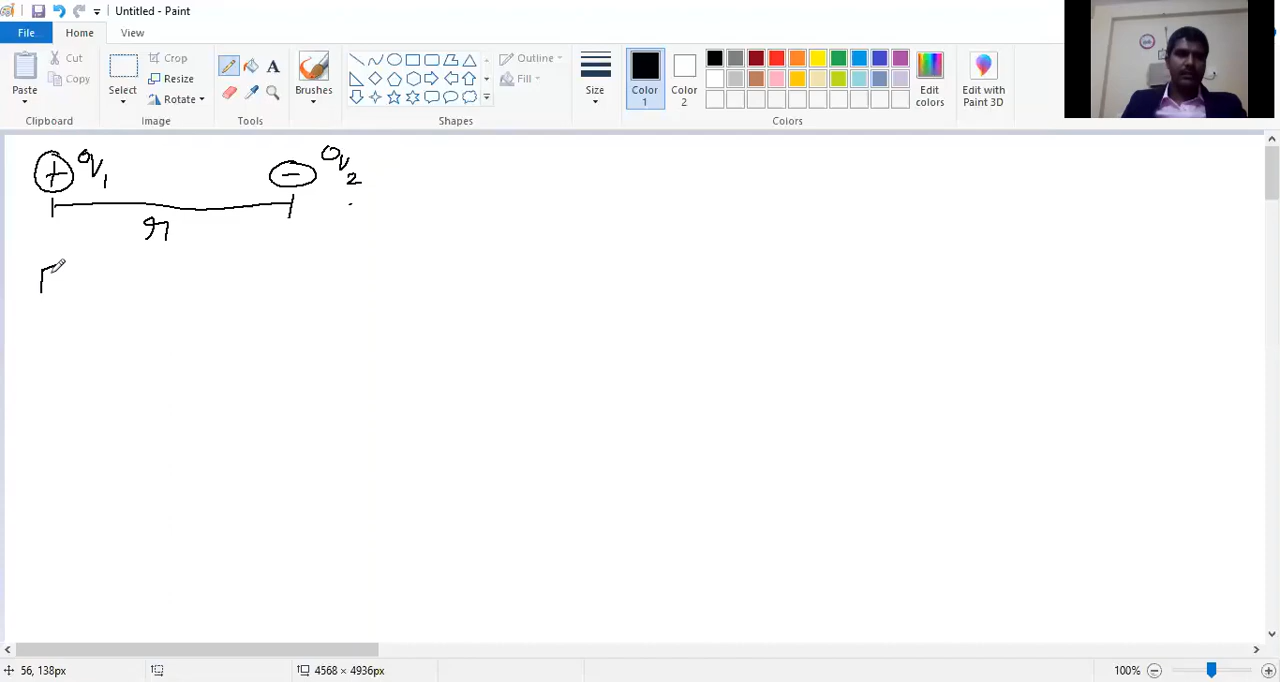 Untitled - Paint
File Home View
Paste Cut Copy Clipboard
Select Crop Resize Rotate Image
Tools
Brushes
Shapes Outline Fill
Size
Color 1 Color 2 Edit colors Colors
Edit with Paint 3D
+ q1 - q2
r
56, 138px 4568 × 4936px 100%